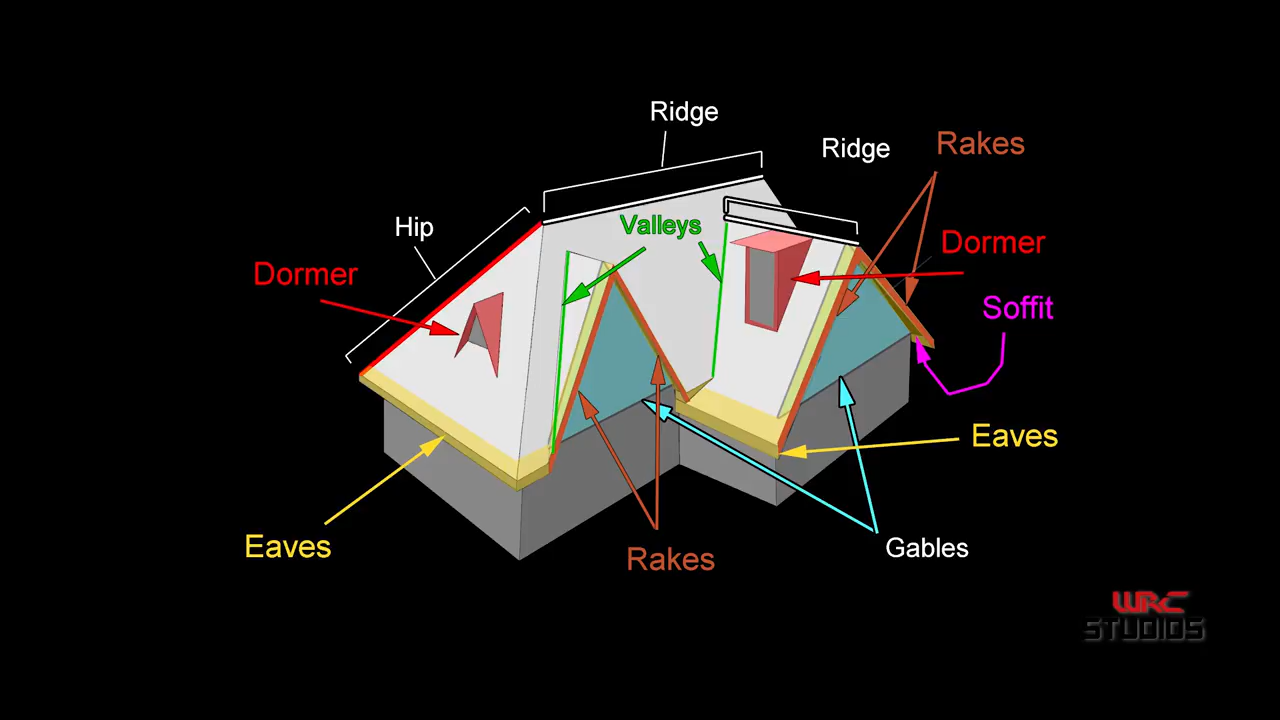 Ridge
Ridge
Rakes
Hip
Valleys
Dormer
Dormer
Soffit
Eaves
Eaves
Rakes
Gables
WRC
STUDIOS